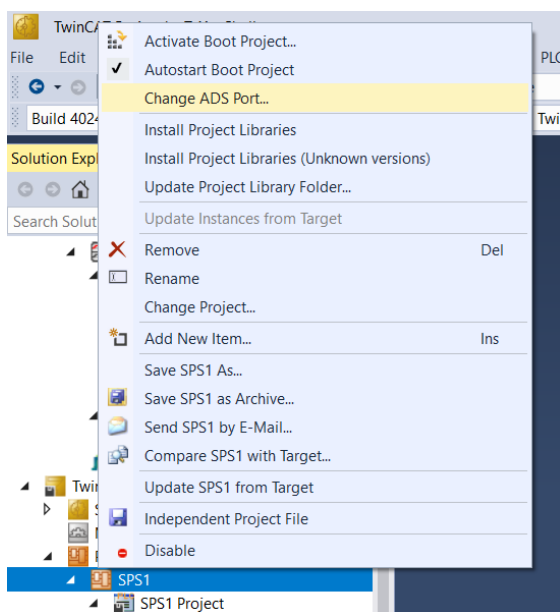 TwinCA
File Edit
PLC
Build 4024
Twi
Solution Expl
Search Solut
Activate Boot Project...
Autostart Boot Project
Change ADS Port...
Install Project Libraries
Install Project Libraries (Unknown versions)
Update Project Library Folder...
Update Instances from Target
Remove Del
Rename
Change Project...
Add New Item... Ins
Save SPS1 As...
Save SPS1 as Archive...
Send SPS1 by E-Mail...
Compare SPS1 with Target...
Update SPS1 from Target
Independent Project File
Disable
Twi
SPS1
SPS1 Project